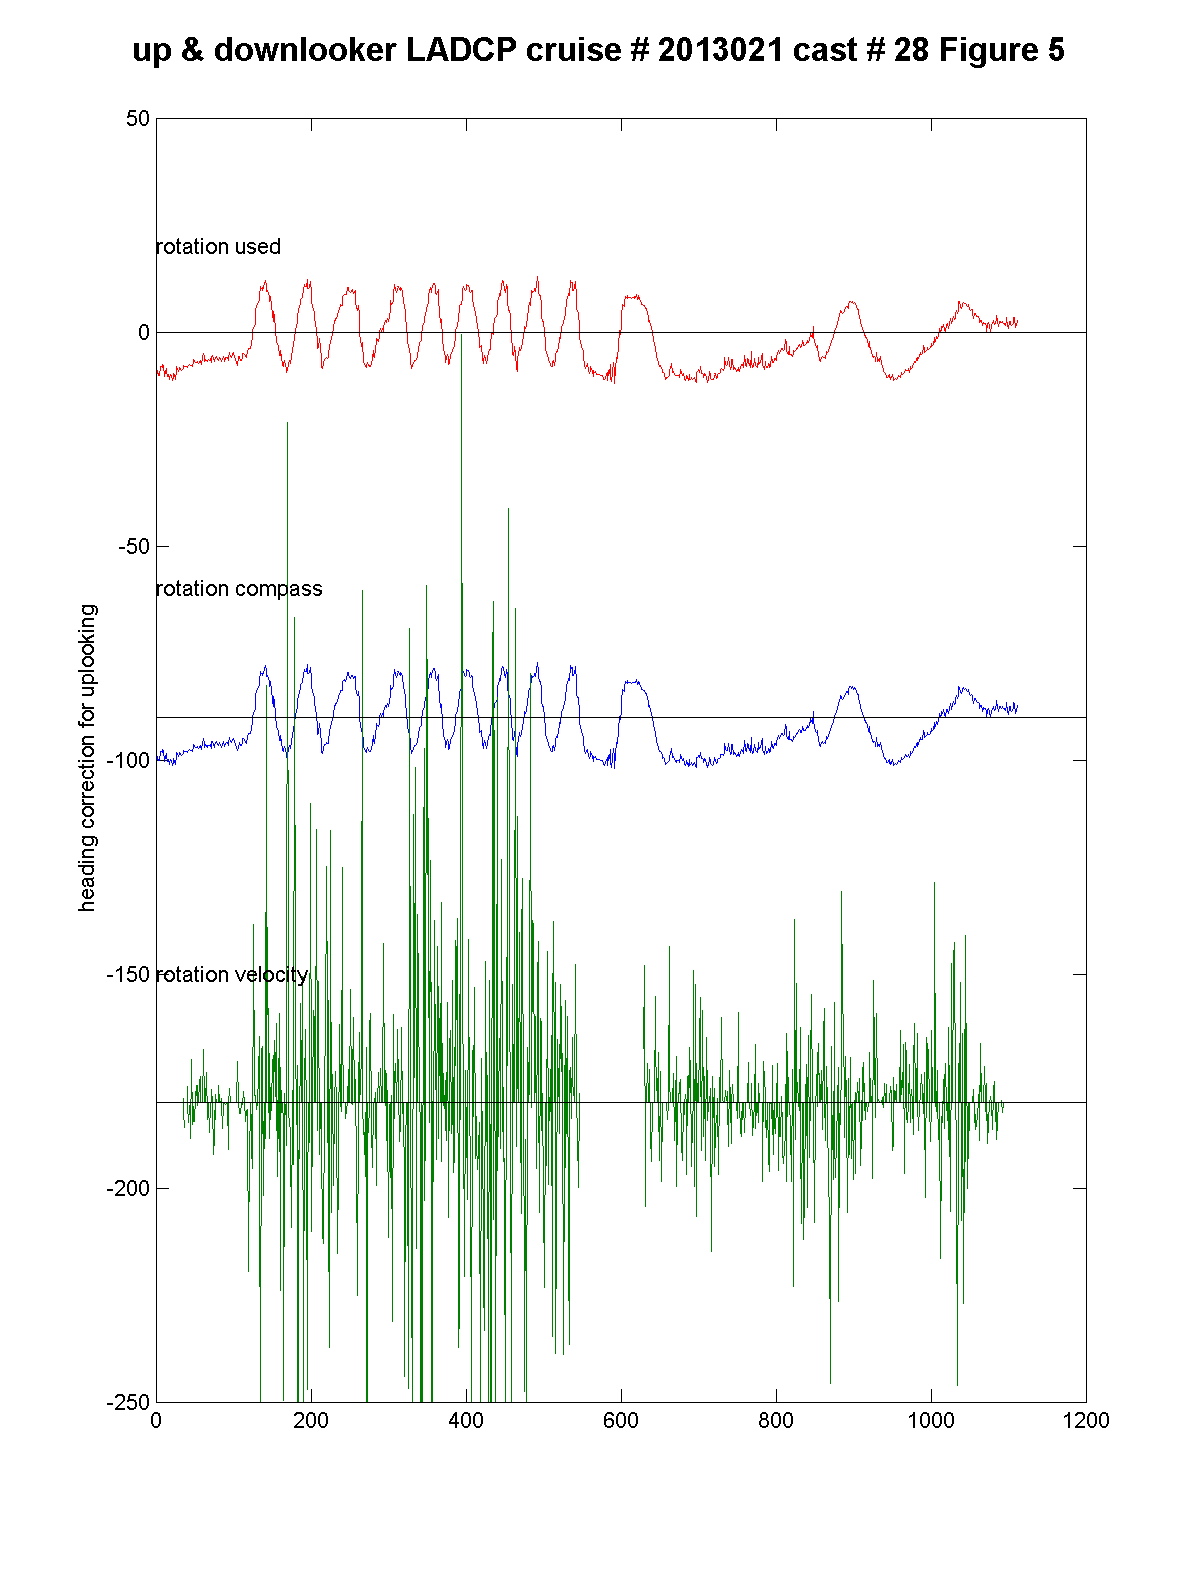 up & downlooker LADCP cruise # 2013021 cast # 28 Figure 5
50
rotation used
0
-50
rotation compass
heading correction for uplooking
-100
-150
rotation velocity
-200
-250
0 200 400 600 800 1000 1200